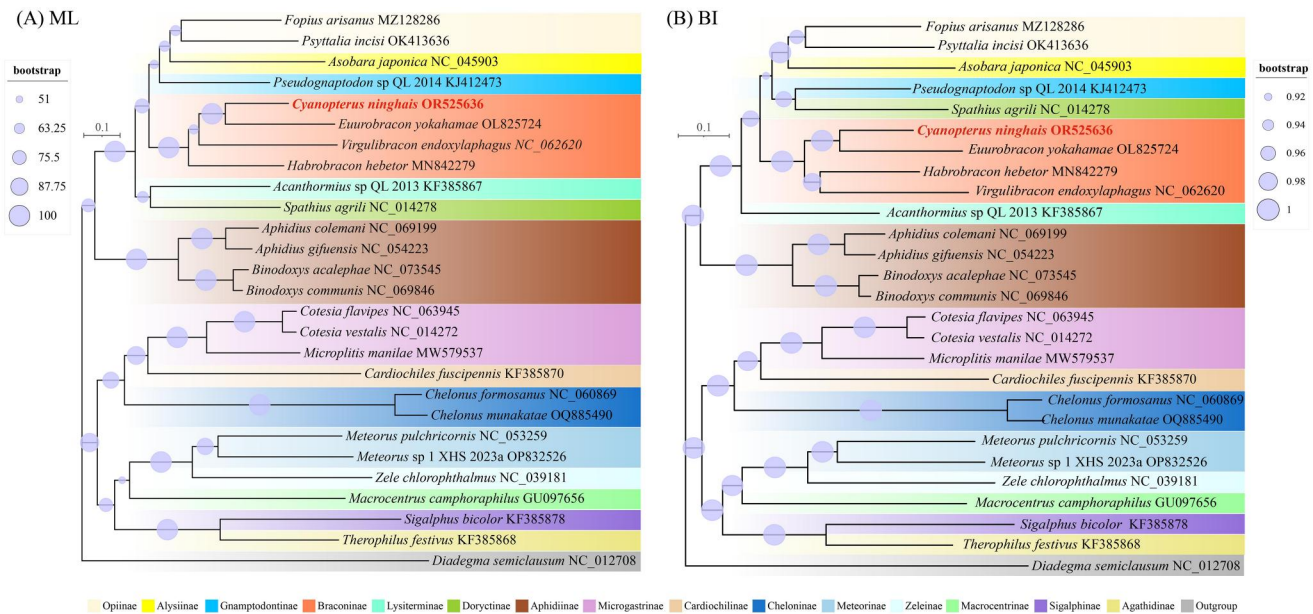 (A) ML
bootstrap
51
63.25
75.5
87.75
100
0.1
Fopius arisanus MZ128286
Psyttalia incisi OK413636
Asobara japonica NC_045903
Pseudognaptodon sp QL 2014 KJ412473
Cyanopterus ninghais OR525636
Euurobracon yokahamae OL825724
Virgulibracon endoxylaphagus NC_062620
Habrobracon hebetor MN842279
Acanthormius sp QL 2013 KF385867
Spathius agrili NC_014278
Aphidius colemani NC_069199
Aphidius gifuensis NC_054223
Binodoxys acalephae NC_073545
Binodoxys communis NC_069846
Cotesia flavipes NC_063945
Cotesia vestalis NC_014272
Microplitis manilae MW579537
Cardiochiles fuscipennis KF385870
Chelonus formosanus NC_060869
Chelonus munakatae OQ885490
Meteorus pulchricornis NC_053259
Meteorus sp 1 XHS 2023a OP832526
Zele chlorophthalmus NC_039181
Macrocentrus camphoraphilus GU097656
Sigalphus bicolor KF385878
Therophilus festivus KF385868
Diadegma semiclausum NC_012708
(B) BI
0.1
Fopius arisanus MZ128286
Psyttalia incisi OK413636
Asobara japonica NC_045903
Pseudognaptodon sp QL 2014 KJ412473
Spathius agrili NC_014278
Cyanopterus ninghais OR525636
Euurobracon yokahamae OL825724
Habrobracon hebetor MN842279
Virgulibracon endoxylaphagus NC_062620
Acanthormius sp QL 2013 KF385867
Aphidius colemani NC_069199
Aphidius gifuensis NC_054223
Binodoxys acalephae NC_073545
Binodoxys communis NC_069846
Cotesia flavipes NC_063945
Cotesia vestalis NC_014272
Microplitis manilae MW579537
Cardiochiles fuscipennis KF385870
Chelonus formosanus NC_060869
Chelonus munakatae OQ885490
Meteorus pulchricornis NC_053259
Meteorus sp 1 XHS 2023a OP832526
Zele chlorophthalmus NC_039181
Macrocentrus camphoraphilus GU097656
Sigalphus bicolor KF385878
Therophilus festivus KF385868
Diadegma semiclausum NC_012708
bootstrap
0.92
0.94
0.96
0.98
1
Opiinae Alysiinae Gnamptodontinae Braconinae Lysiterminae Doryctinae Aphidiinae Microgastrinae Cardiochilinae Cheloninae Meteorinae Zeleinae Macrocentrinae Sigalphinae Agathidinae Outgroup